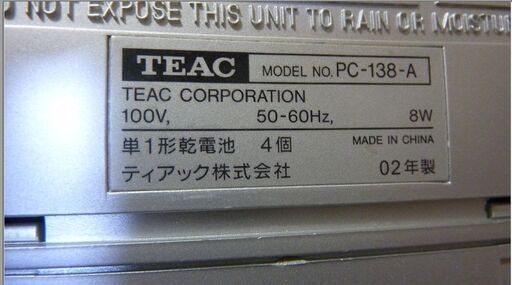 NOT EXPOSE THIS UNIT TO RAIN OR MOISTU
TEAC MODEL NO. PC-138-A
TEAC CORPORATION
100V, 50-60Hz, 8W
単1形乾電池 4個 MADE IN CHINA
ティアック株式会社 02年製